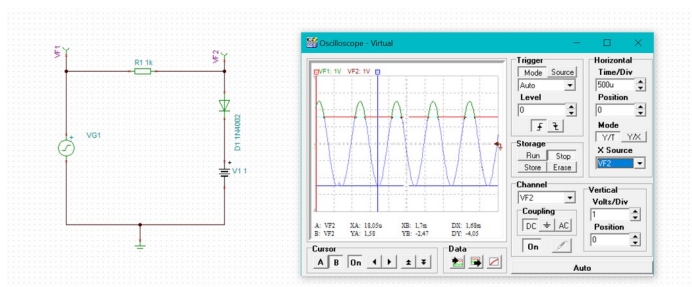 VF1
VF2
R1 1k
VG1
D1 1N4002
V1 1
Oscilloscope - Virtual
VF1: 1V VF2: 1V
A: VF2 XA: 18,05u XB: 1,7m DX: 1,68m
B: VF2 YA: 1,58 YB: -2,47 DY: -4,05
Cursor
A B On
Data
Trigger
Mode Source
Auto
Level
0
Storage
Run Stop
Store Erase
Horizontal
Time/Div
500u
Position
0
Mode
Y/T Y/X
X Source
VF2
Channel
VF2
Coupling
DC AC
On
Vertical
Volts/Div
1
Position
0
Auto